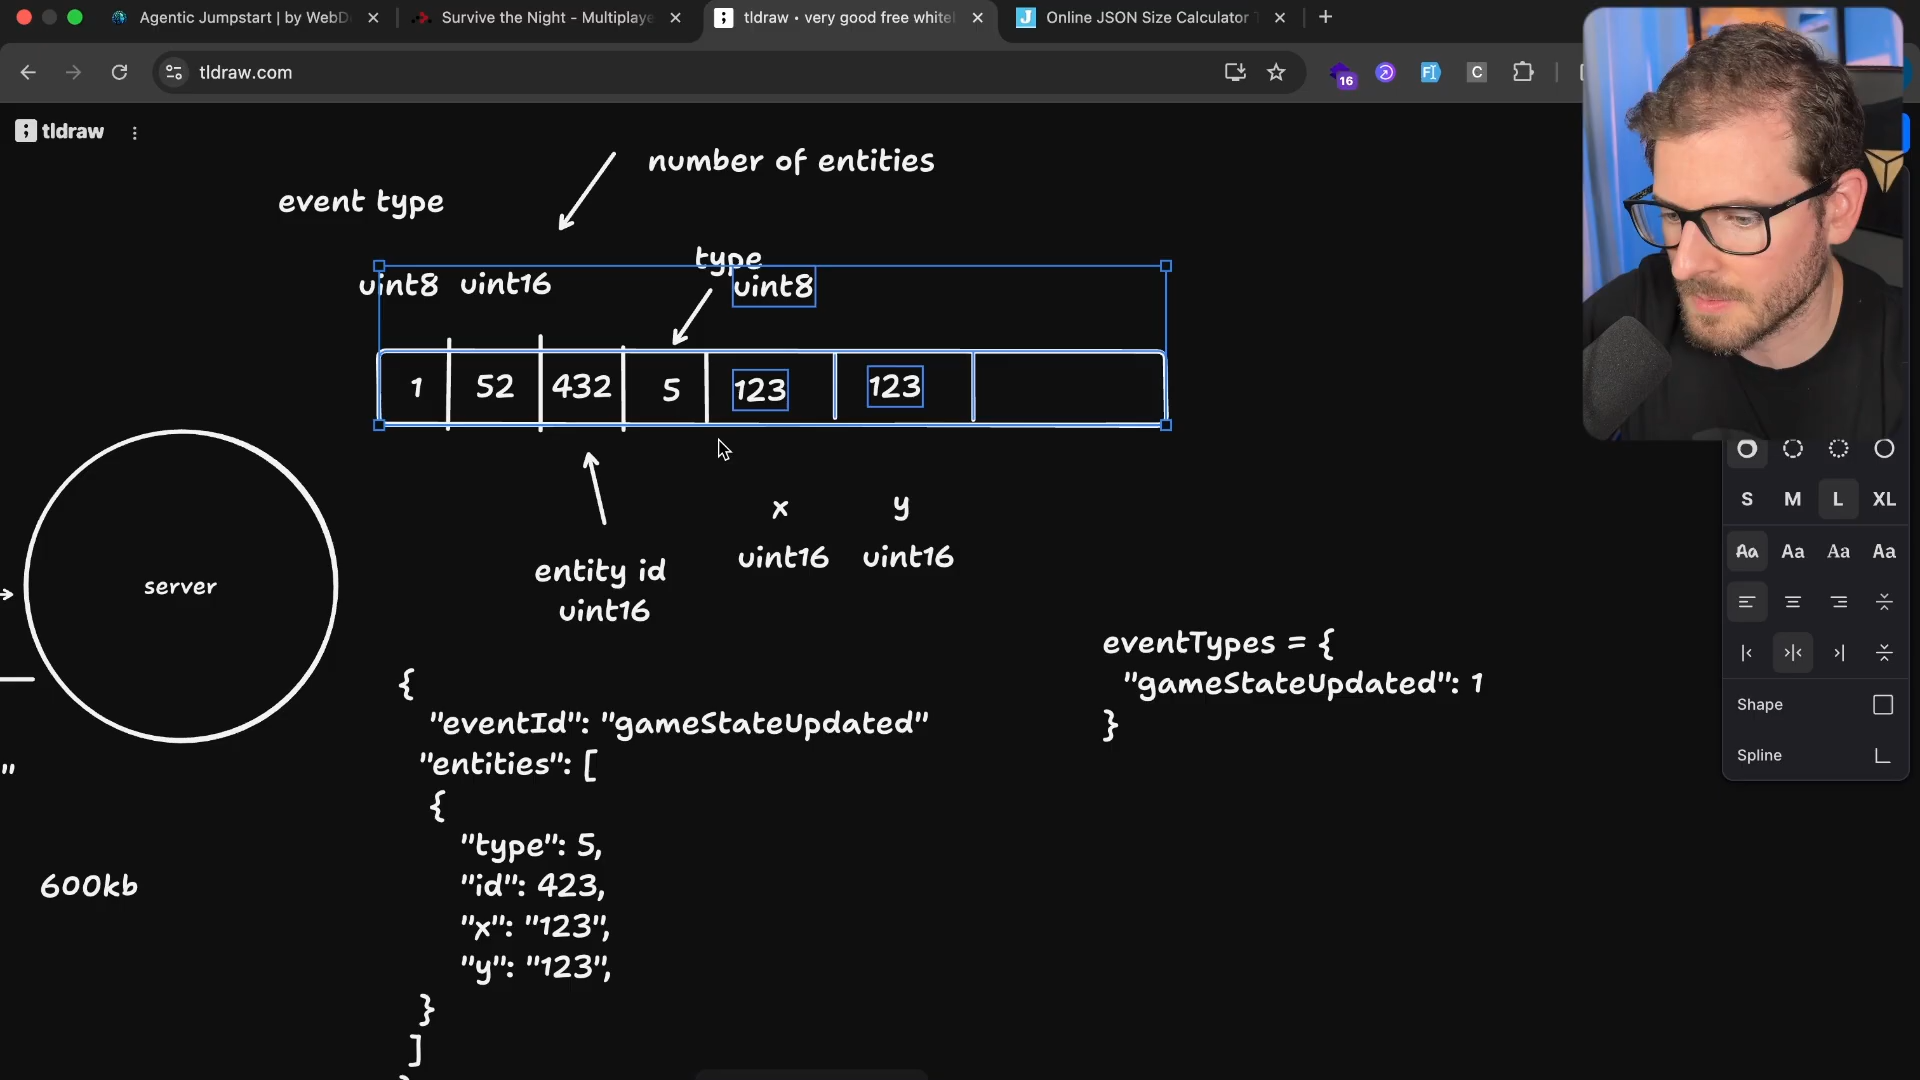 Agentic Jumpstart | by WebD
Survive the Night - Multiplaye
tldraw • very good free white
Online JSON Size Calculator
tldraw.com
16
C
tldraw
number of entities
event type
type
uint8 uint16 uint8
1 52 432 5 123 123
x y
uint16 uint16
entity id
uint16
server
{
"eventId": "gameStateUpdated"
"entities": [
{
"type": 5,
"id": 423,
"x": "123",
"y": "123",
}
]
eventTypes = {
"gameStateUpdated": 1
}
"
600kb
S M L XL
Aa Aa Aa Aa
Shape
Spline